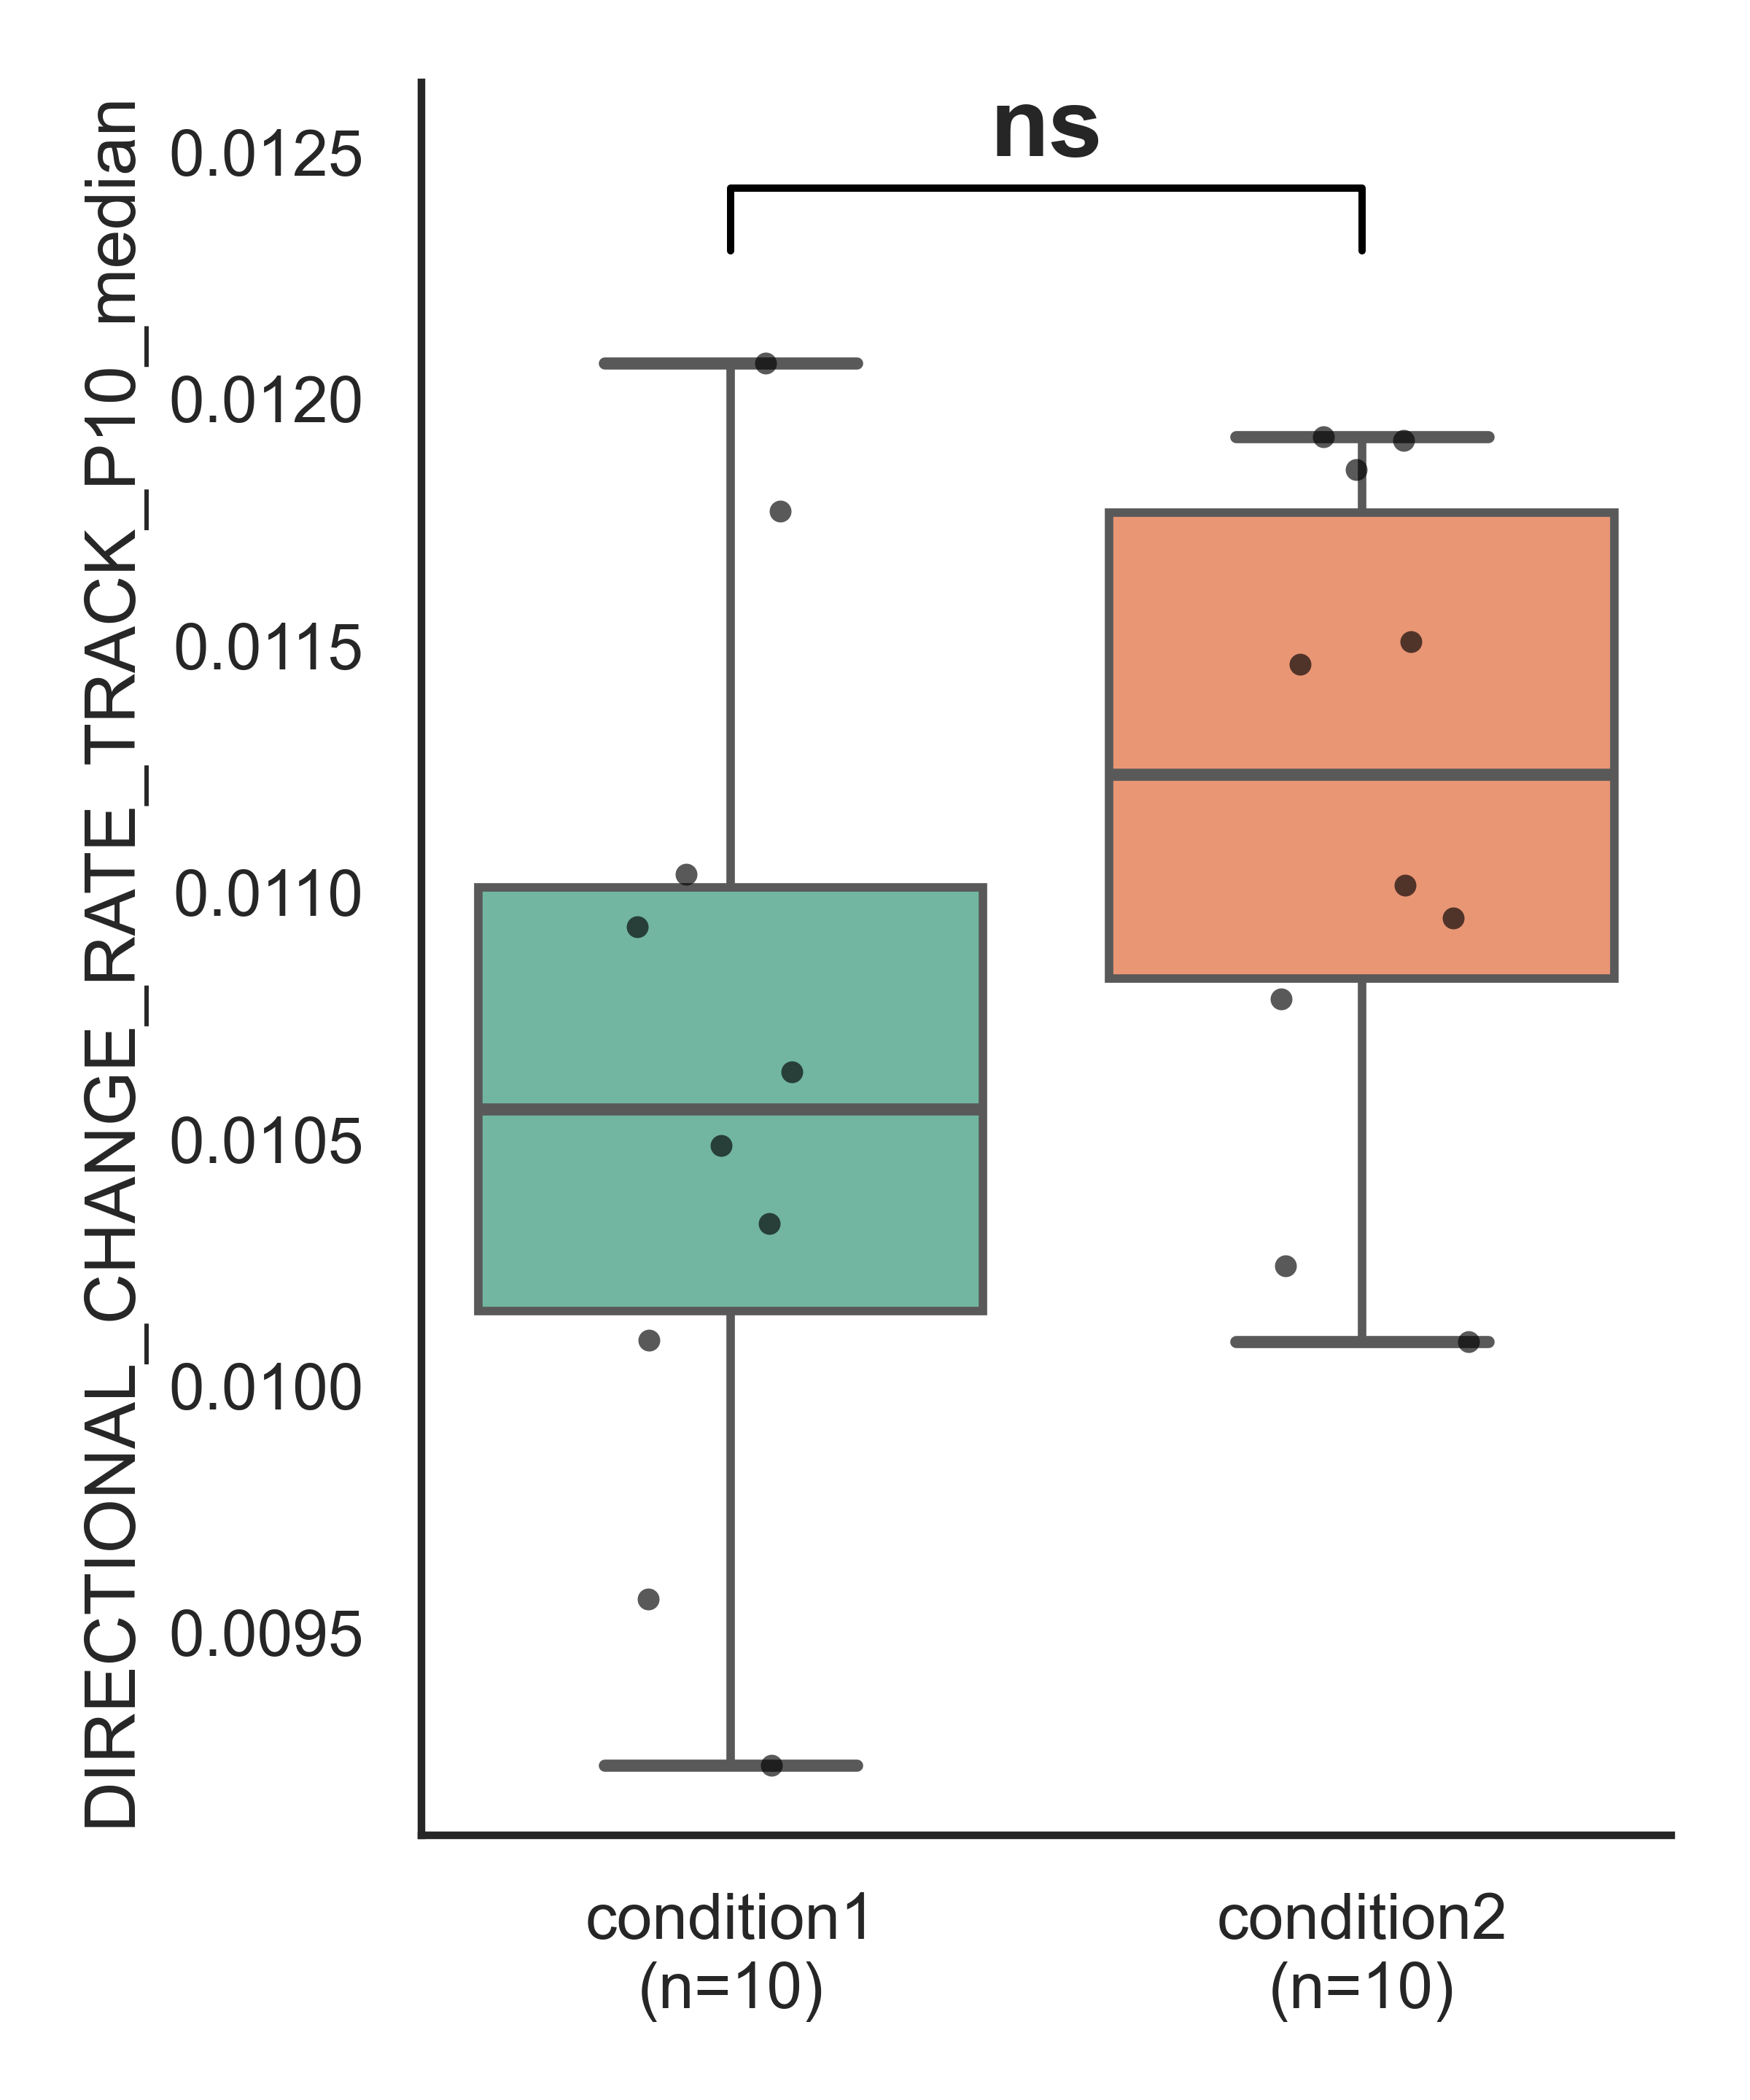 DIRECTIONAL_CHANGE_RATE_TRACK_P10_median
0.0125
0.0120
0.0115
0.0110
0.0105
0.0100
0.0095
ns
condition1
(n=10)
condition2
(n=10)